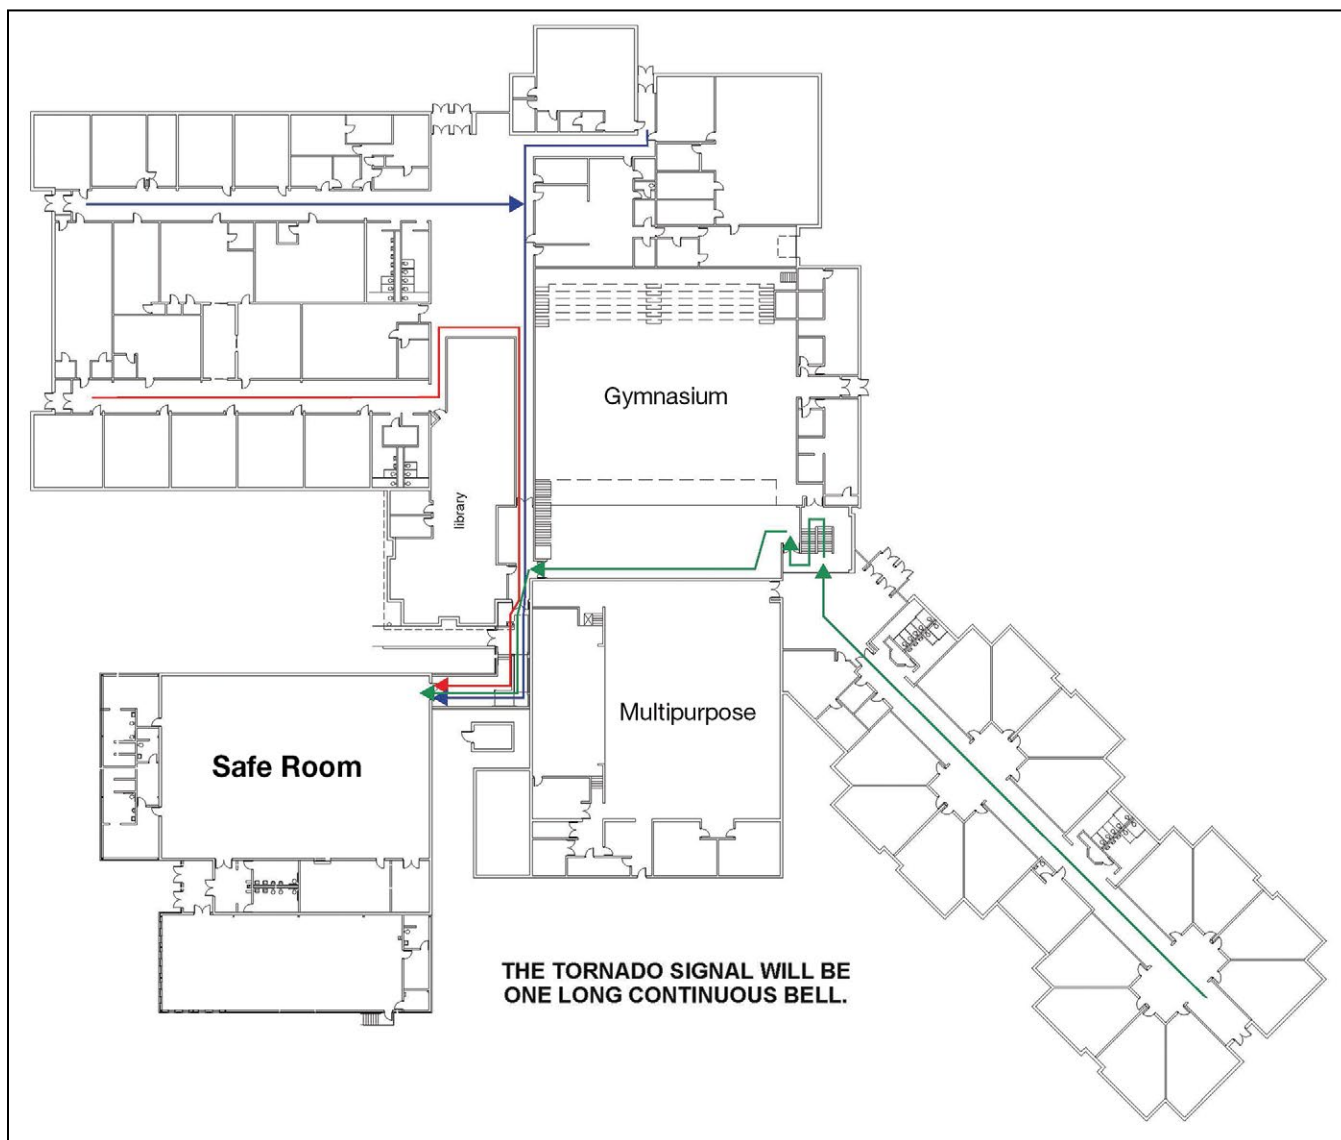 Gymnasium
library
Multipurpose
Safe Room
THE TORNADO SIGNAL WILL BE
ONE LONG CONTINUOUS BELL.